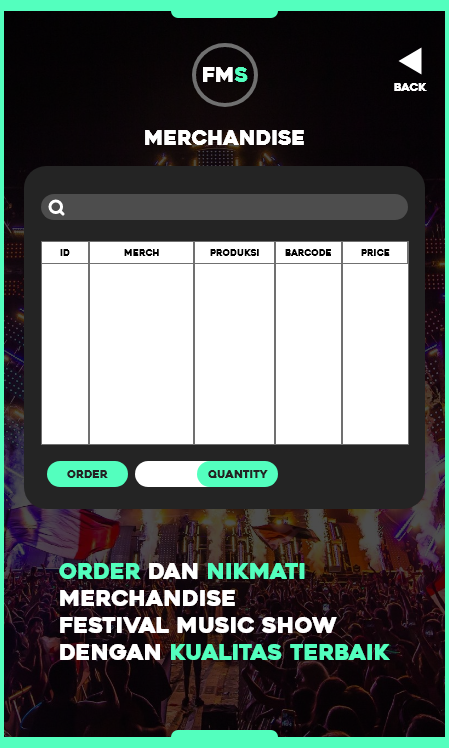 FMS
BACK
MERCHANDISE
ID MERCH PRODUKSI BARCODE PRICE
ORDER QUANTITY
ORDER DAN NIKMATI
MERCHANDISE
FESTIVAL MUSIC SHOW
DENGAN KUALITAS TERBAIK